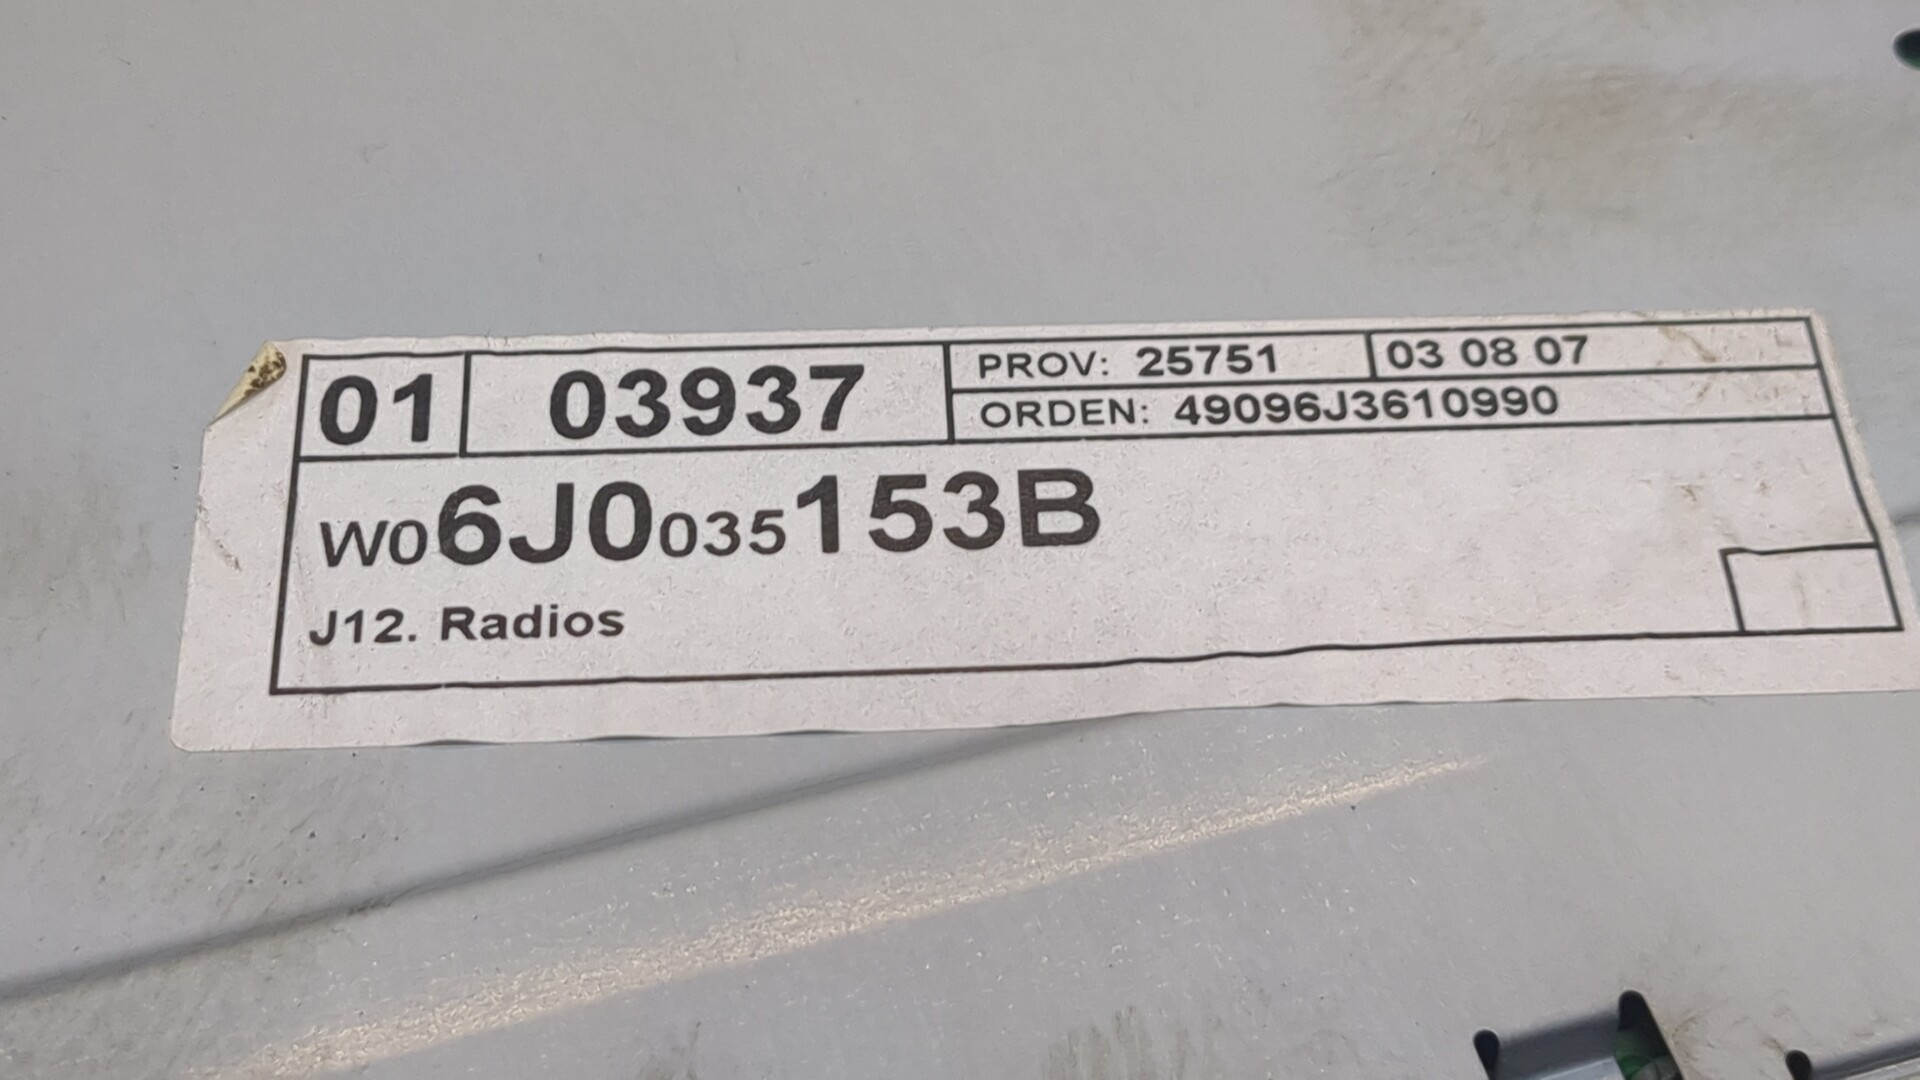 01 03937 PROV: 25751 03 08 07
ORDEN: 49096J3610990
W06J0035153B
J12. Radios